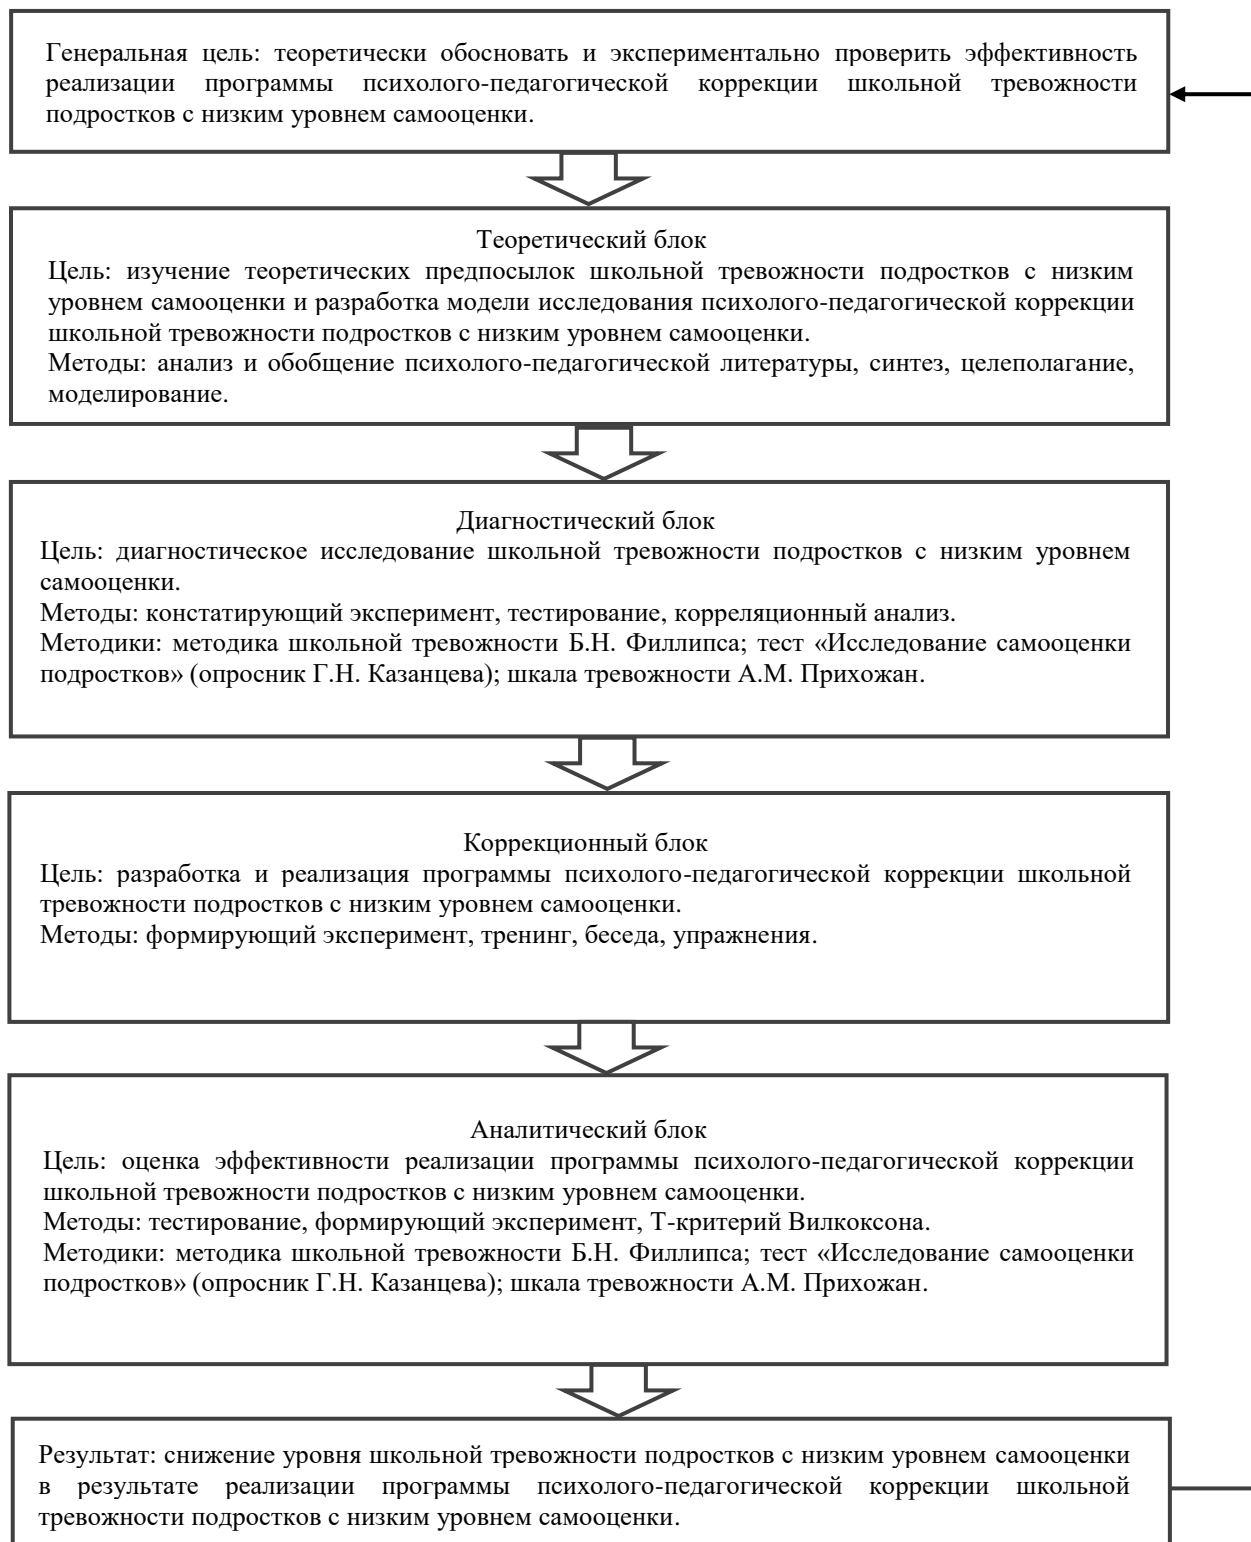 Генеральная цель: теоретически обосновать и экспериментально проверить эффективность
реализации программы психолого-педагогической коррекции школьной тревожности
подростков с низким уровнем самооценки.
Теоретический блок
Цель: изучение теоретических предпосылок школьной тревожности подростков с низким
уровнем самооценки и разработка модели исследования психолого-педагогической коррекции
школьной тревожности подростков с низким уровнем самооценки.
Методы: анализ и обобщение психолого-педагогической литературы, синтез, целеполагание,
моделирование.
Диагностический блок
Цель: диагностическое исследование школьной тревожности подростков с низким уровнем
самооценки.
Методы: констатирующий эксперимент, тестирование, корреляционный анализ.
Методики: методика школьной тревожности Б.Н. Филлипса; тест «Исследование самооценки
подростков» (опросник Г.Н. Казанцева); шкала тревожности А.М. Прихожан.
Коррекционный блок
Цель: разработка и реализация программы психолого-педагогической коррекции школьной
тревожности подростков с низким уровнем самооценки.
Методы: формирующий эксперимент, тренинг, беседа, упражнения.
Аналитический блок
Цель: оценка эффективности реализации программы психолого-педагогической коррекции
школьной тревожности подростков с низким уровнем самооценки.
Методы: тестирование, формирующий эксперимент, Т-критерий Вилкоксона.
Методики: методика школьной тревожности Б.Н. Филлипса; тест «Исследование самооценки
подростков» (опросник Г.Н. Казанцева); шкала тревожности А.М. Прихожан.
Результат: снижение уровня школьной тревожности подростков с низким уровнем самооценки
в результате реализации программы психолого-педагогической коррекции школьной
тревожности подростков с низким уровнем самооценки.